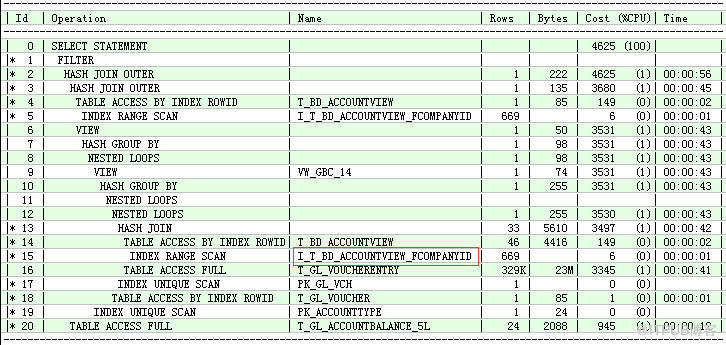 | Id | Operation | Name | Rows | Bytes | Cost (%CPU)| Time |
| 0 | SELECT STATEMENT | | | | 4625 (100)| |
|* 1 | FILTER | | | | | |
|* 2 | HASH JOIN OUTER | | 1 | 222 | 4625 (1)| 00:00:56 |
|* 3 | HASH JOIN OUTER | | 1 | 135 | 3680 (1)| 00:00:45 |
|* 4 | TABLE ACCESS BY INDEX ROWID | T_BD_ACCOUNTVIEW | 1 | 85 | 149 (0)| 00:00:02 |
|* 5 | INDEX RANGE SCAN | I_T_BD_ACCOUNTVIEW_FCOMPANYID | 669 | | 6 (0)| 00:00:01 |
| 6 | VIEW | | 1 | 50 | 3531 (1)| 00:00:43 |
| 7 | HASH GROUP BY | | 1 | 98 | 3531 (1)| 00:00:43 |
| 8 | NESTED LOOPS | | 1 | 98 | 3531 (1)| 00:00:43 |
| 9 | VIEW | VW_GBC_14 | 1 | 74 | 3531 (1)| 00:00:43 |
| 10 | HASH GROUP BY | | 1 | 255 | 3531 (1)| 00:00:43 |
| 11 | NESTED LOOPS | | | | | |
| 12 | NESTED LOOPS | | 1 | 255 | 3530 (1)| 00:00:43 |
|* 13 | HASH JOIN | | 33 | 5610 | 3497 (1)| 00:00:42 |
|* 14 | TABLE ACCESS BY INDEX ROWID | T_BD_ACCOUNTVIEW | 46 | 4416 | 149 (0)| 00:00:02 |
|* 15 | INDEX RANGE SCAN | I_T_BD_ACCOUNTVIEW_FCOMPANYID | 669 | | 6 (0)| 00:00:01 |
| 16 | TABLE ACCESS FULL | T_GL_VOUCHERENTRY | 329K| 23M| 3345 (1)| 00:00:41 |
|* 17 | INDEX UNIQUE SCAN | PK_GL_VCH | 1 | | 0 (0)| |
|* 18 | TABLE ACCESS BY INDEX ROWID | T_GL_VOUCHER | 1 | 85 | 1 (0)| 00:00:01 |
|* 19 | INDEX UNIQUE SCAN | PK_ACCOUNTTYPE | 1 | 24 | 0 (0)| |
|* 20 | TABLE ACCESS FULL | T_GL_ACCOUNTBALANCE_5L | 24 | 2088 | 945 (1)|
@ITPUB博客